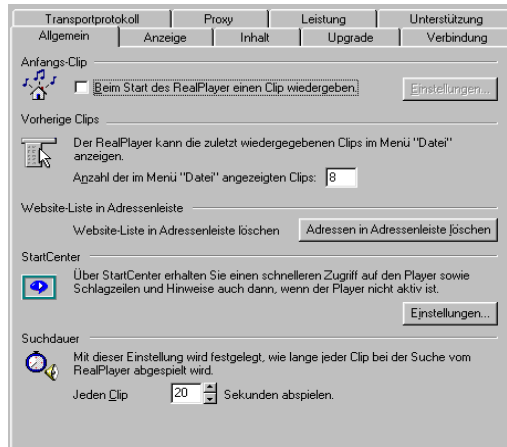 Transportprotokoll
Proxy
Leistung
Unterstützung
Allgemein
Anzeige
Inhalt
Upgrade
Verbindung
Anfangs-Clip
Beim Start des RealPlayer einen Clip wiedergeben.
Einstellungen...
Vorherige Clips
Der RealPlayer kann die zuletzt wiedergegebenen Clips im Menü "Datei"
anzeigen.
Anzahl der im Menü "Datei" angezeigten Clips: 8
Website-Liste in Adressenleiste
Website-Liste in Adressenleiste löschen
Adressen in Adressenleiste löschen
StartCenter
Über StartCenter erhalten Sie einen schnelleren Zugriff auf den Player sowie
Schlagzeilen und Hinweise auch dann, wenn der Player nicht aktiv ist.
Einstellungen...
Suchdauer
Mit dieser Einstellung wird festgelegt, wie lange jeder Clip bei der Suche vom
RealPlayer abgespielt wird.
Jeden Clip 20 Sekunden abspielen.